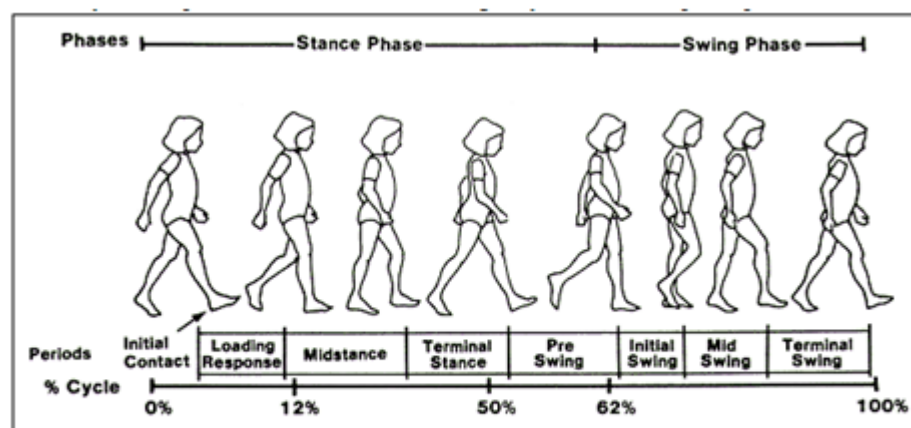 Phases Stance Phase Swing Phase
Periods Initial Contact Loading Response Midstance Terminal Stance Pre Swing Initial Swing Mid Swing Terminal Swing
% Cycle
0% 12% 50% 62% 100%